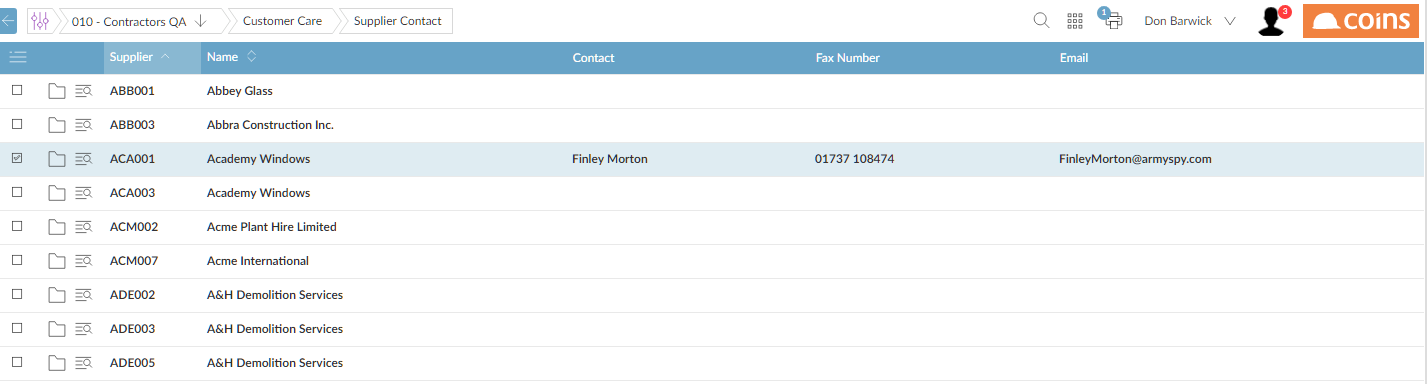 010 - Contractors QA Customer Care Supplier Contact 1 Don Barwick 3 coins
Supplier Name Contact Fax Number Email
ABB001 Abbey Glass
ABB003 Abbra Construction Inc.
ACA001 Academy Windows Finley Morton 01737 108474 FinleyMorton@armyspy.com
ACA003 Academy Windows
ACM002 Acme Plant Hire Limited
ACM007 Acme International
ADE002 A&H Demolition Services
ADE003 A&H Demolition Services
ADE005 A&H Demolition Services